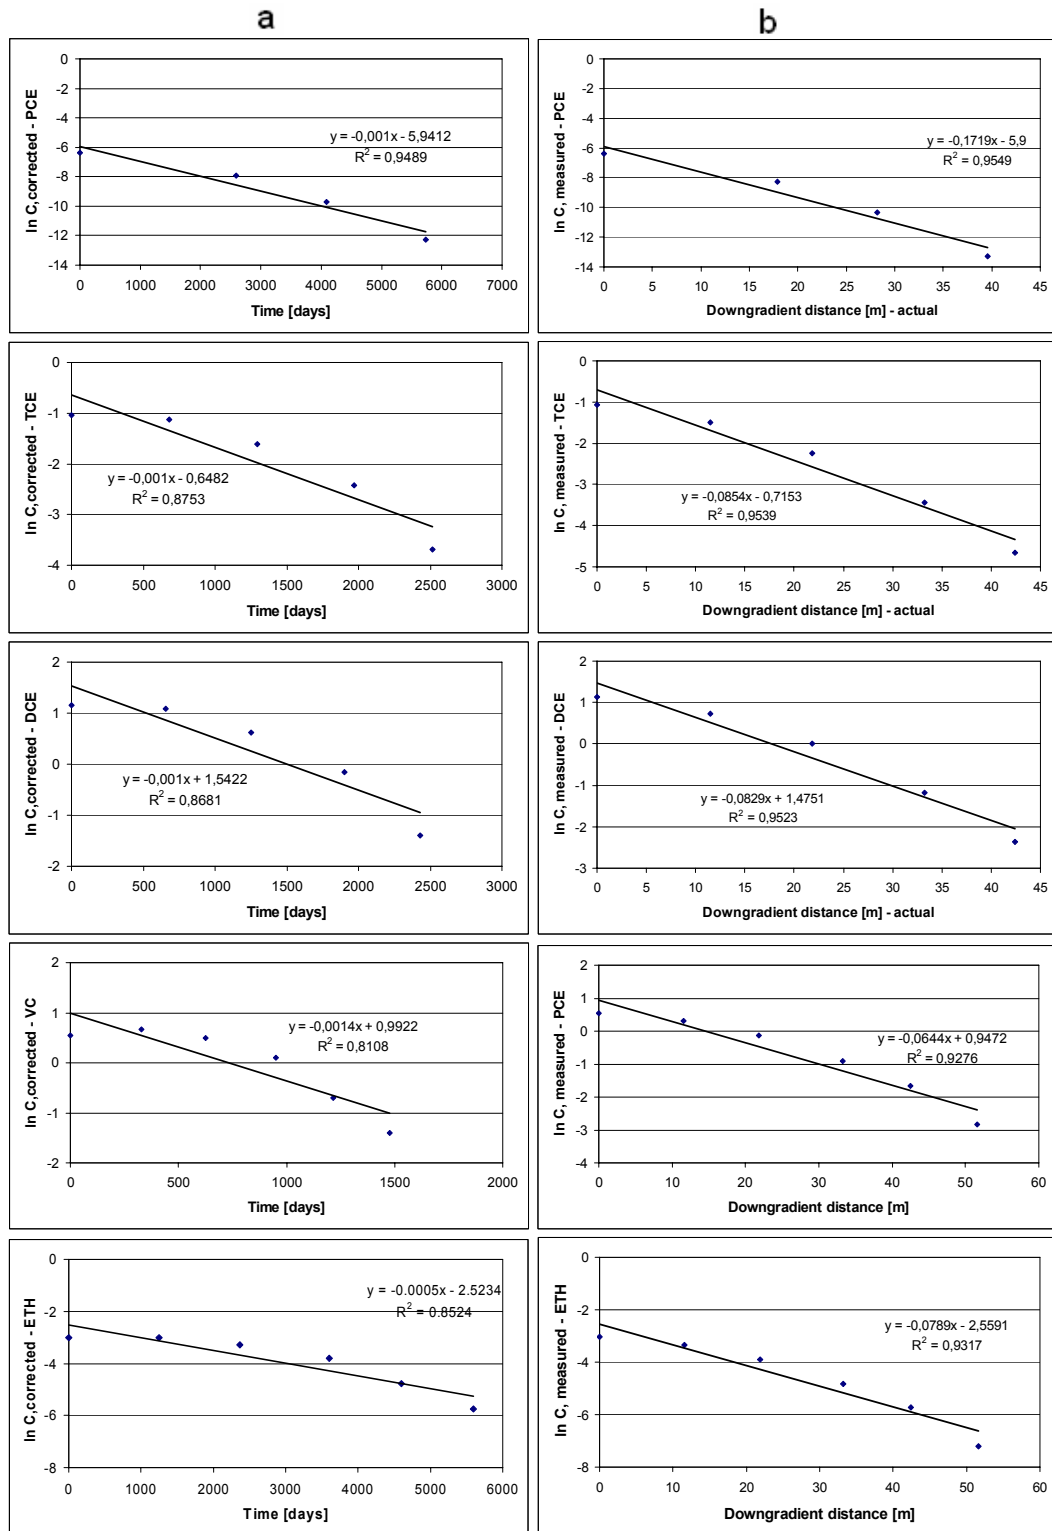 a
b
ln C,corrected - PCE
0
-2
-4
-6
-8
-10
-12
-14
y = -0,001x - 5,9412
R² = 0,9489
0 1000 2000 3000 4000 5000 6000 7000
Time [days]
ln C, measured - PCE
0
-2
-4
-6
-8
-10
-12
-14
y = -0,1719x - 5,9
R² = 0,9549
0 5 10 15 20 25 30 35 40 45
Downgradient distance [m] - actual
ln C,corrected - TCE
0
-1
-2
-3
-4
y = -0,001x - 0,6482
R² = 0,8753
0 500 1000 1500 2000 2500 3000
Time [days]
ln C, measured - TCE
0
-1
-2
-3
-4
-5
y = -0,0854x - 0,7153
R² = 0,9539
0 5 10 15 20 25 30 35 40 45
Downgradient distance [m] - actual
ln C,corrected - DCE
2
1
0
-1
-2
y = -0,001x + 1,5422
R² = 0,8681
0 500 1000 1500 2000 2500 3000
Time [days]
ln C, measured - DCE
2
1
0
-1
-2
-3
y = -0,0829x + 1,4751
R² = 0,9523
0 5 10 15 20 25 30 35 40 45
Downgradient distance [m] - actual
ln C,corrected - VC
2
1
0
-1
-2
y = -0,0014x + 0,9922
R² = 0,8108
0 500 1000 1500 2000
Time [days]
ln C, measured - PCE
2
1
0
-1
-2
-3
-4
y = -0,0644x + 0,9472
R² = 0,9276
0 10 20 30 40 50 60
Downgradient distance [m]
ln C,corrected - ETH
0
-2
-4
-6
-8
y = -0.0005x - 2.5234
R² = 0.8524
0 1000 2000 3000 4000 5000 6000
Time [days]
ln C, measured - ETH
0
-2
-4
-6
-8
y = -0,0789x - 2,5591
R² = 0,9317
0 10 20 30 40 50 60
Downgradient distance [m]